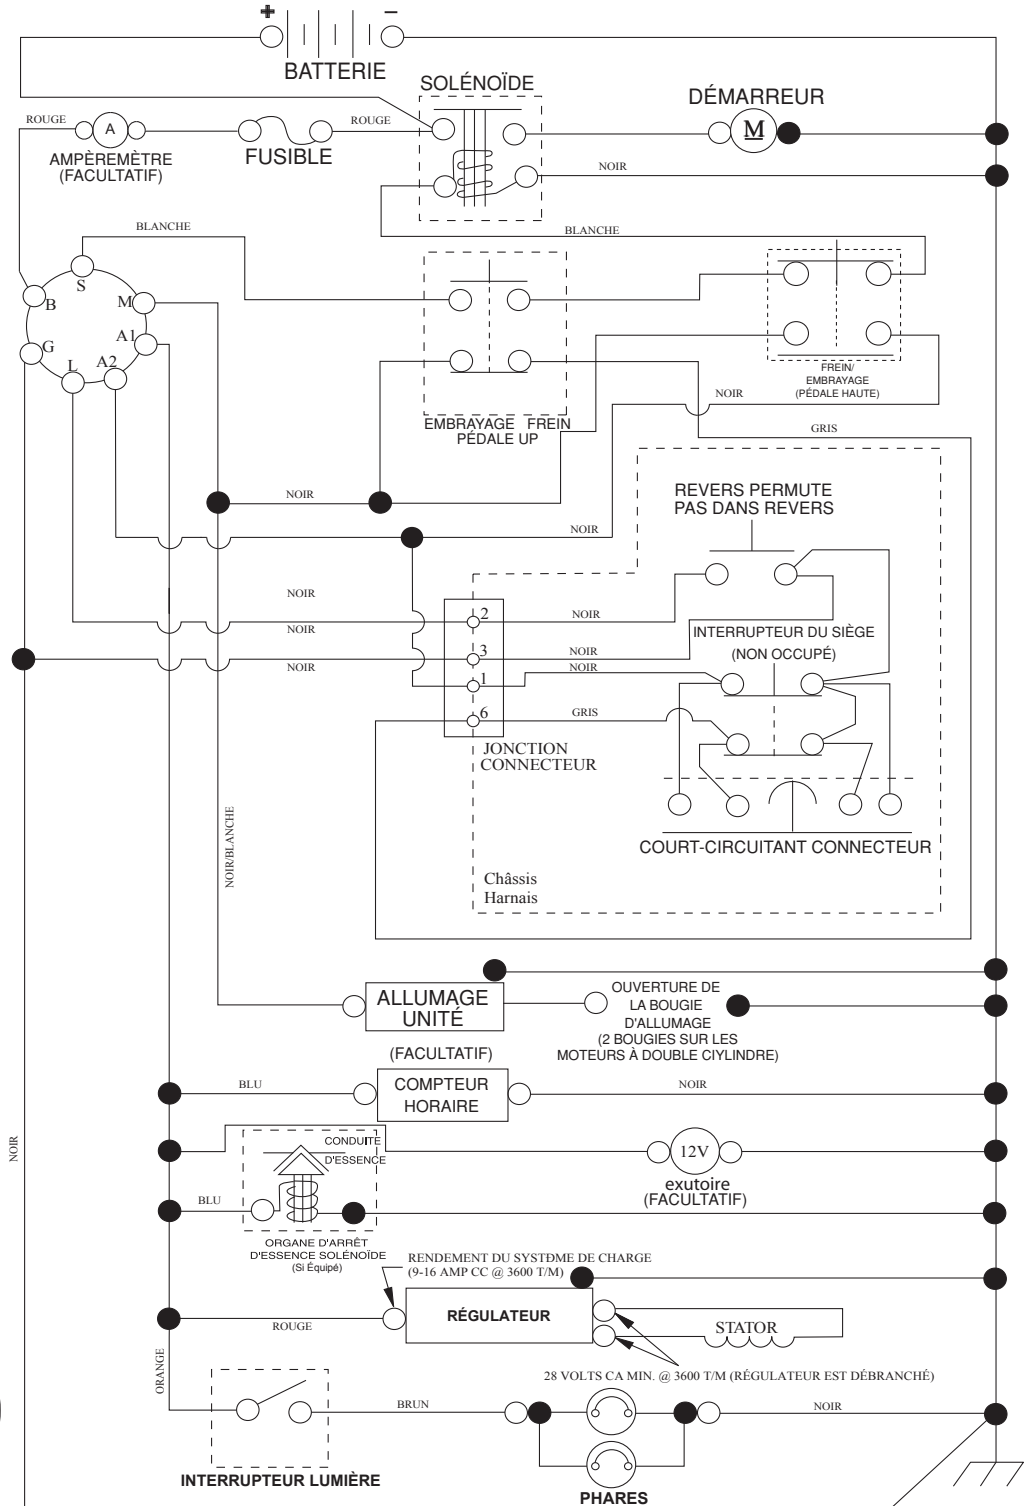 + −
BATTERIE
SOLÉNOÏDE
DÉMARREUR
ROUGE
A
AMPÈREMÈTRE
(FACULTATIF)
FUSIBLE
ROUGE
M
NOIR
BLANCHE
BLANCHE
S
B
M
G
A1
L
A2
EMBRAYAGE FREIN
PÉDALE UP
FREIN/
EMBRAYAGE
(PÉDALE HAUTE)
NOIR
GRIS
NOIR
REVERS PERMUTE
PAS DANS REVERS
NOIR
NOIR
NOIR
NOIR
2
NOIR
3
NOIR
NOIR
1
6
GRIS
INTERRUPTEUR DU SIÈGE
(NON OCCUPÉ)
JONCTION
CONNECTEUR
NOIR/BLANCHE
COURT-CIRCUITANT CONNECTEUR
Châssis
Harnais
ALLUMAGE
UNITÉ
OUVERTURE DE
LA BOUGIE
D'ALLUMAGE
(2 BOUGIES SUR LES
MOTEURS À DOUBLE CIYLINDRE)
(FACULTATIF)
COMPTEUR
HORAIRE
BLU
NOIR
NOIR
CONDUITE
D'ESSENCE
12V
exutoire
(FACULTATIF)
BLU
ORGANE D'ARRÊT
D'ESSENCE SOLÉNOÏDE
(Si Équipé)
RENDEMENT DU SYSTÐME DE CHARGE
(9-16 AMP CC @ 3600 T/M)
RÉGULATEUR
ROUGE
STATOR
28 VOLTS CA MIN. @ 3600 T/M (RÉGULATEUR EST DÉBRANCHÉ)
ORANGE
BRUN
NOIR
INTERRUPTEUR LUMIÈRE
PHARES